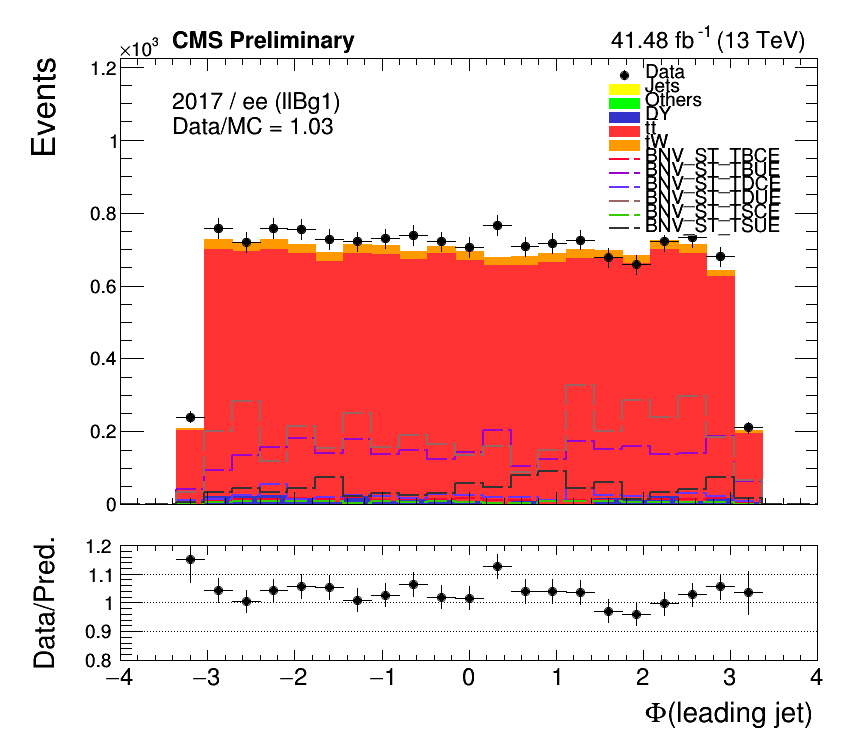 ×10³ CMS Preliminary 41.48 fb⁻¹ (13 TeV)
Events
1.2
1
0.8
0.6
0.4
0.2
0
2017 / ee (llBg1)
Data/MC = 1.03
Data
Jets
Others
DY
tt
tW
BNV_ST_TBCE
BNV_ST_TBUE
BNV_ST_TDCE
BNV_ST_TDUE
BNV_ST_TSCE
BNV_ST_TSUE
Data/Pred.
1.2
1.1
1
0.9
0.8
−4 −3 −2 −1 0 1 2 3 4
Φ(leading jet)